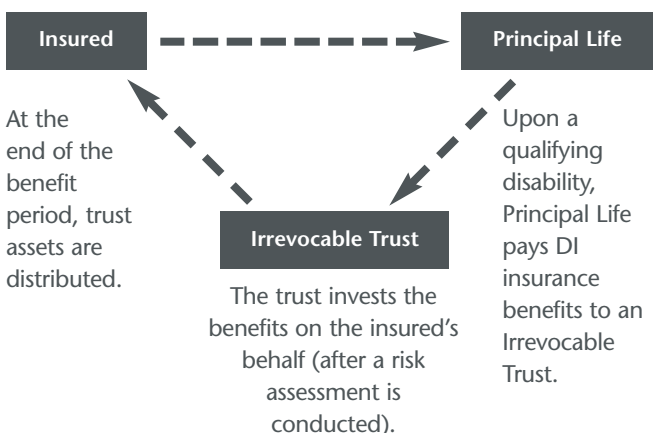 Insured
Principal Life
At the
end of the
benefit
period, trust
assets are
distributed.
Upon a
qualifying
disability,
Principal Life
pays DI
insurance
benefits to an
Irrevocable
Trust.
Irrevocable Trust
The trust invests the
benefits on the insured’s
behalf (after a risk
assessment is
conducted).